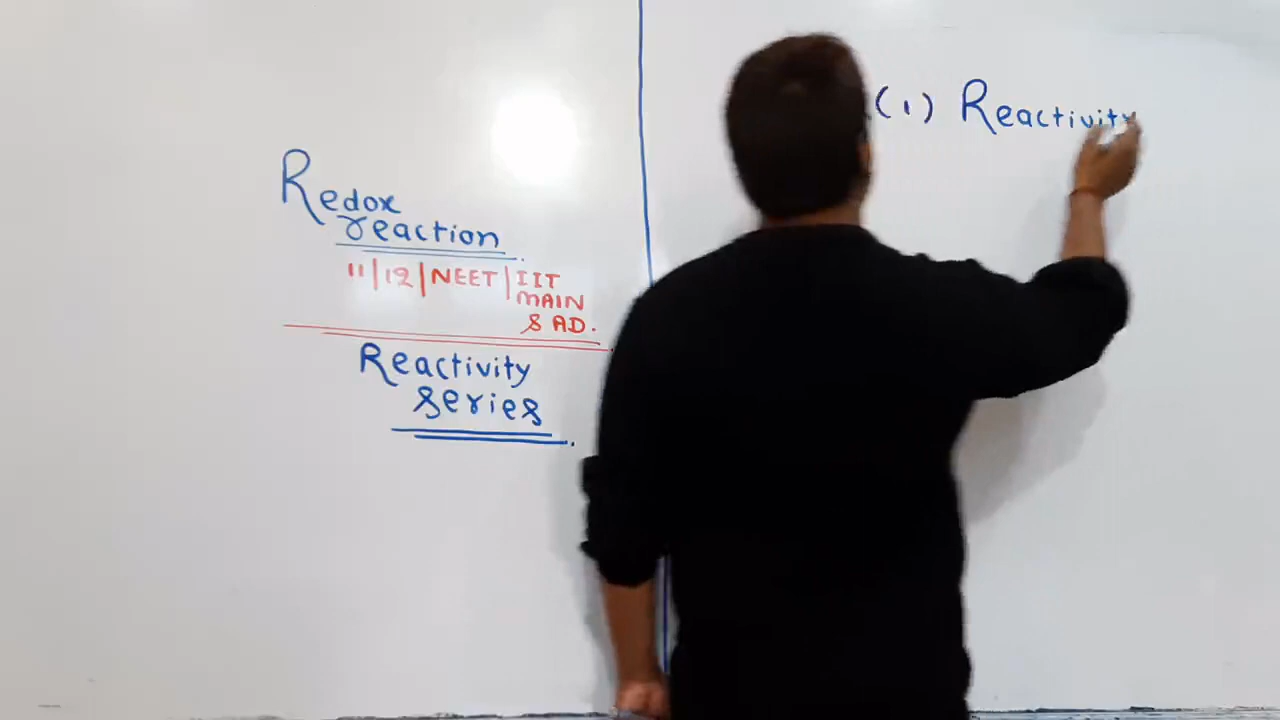 Redox
reaction
11|12|NEET|IIT
MAIN
& AD.
Reactivity
series
(1) Reactivity